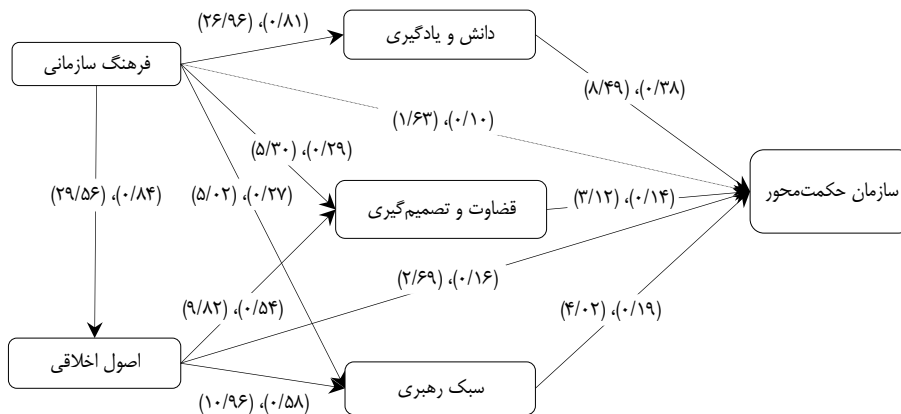 (۲۶/۹۶)، (۰/۸۱)
دانش و یادگیری
فرهنگ سازمانی
(۸/۴۹)، (۰/۳۸)
(۱/۶۳)، (۰/۱۰)
(۵/۳۰)، (۰/۲۹)
(۲۹/۵۶)، (۰/۸۴)
(۵/۰۲)، (۰/۲۷)
سازمان حکمت‌محور
قضاوت و تصمیم‌گیری
(۳/۱۲)، (۰/۱۴)
(۲/۶۹)، (۰/۱۶)
(۹/۸۲)، (۰/۵۴)
(۴/۰۲)، (۰/۱۹)
اصول اخلاقی
سبک رهبری
(۱۰/۹۶)، (۰/۵۸)